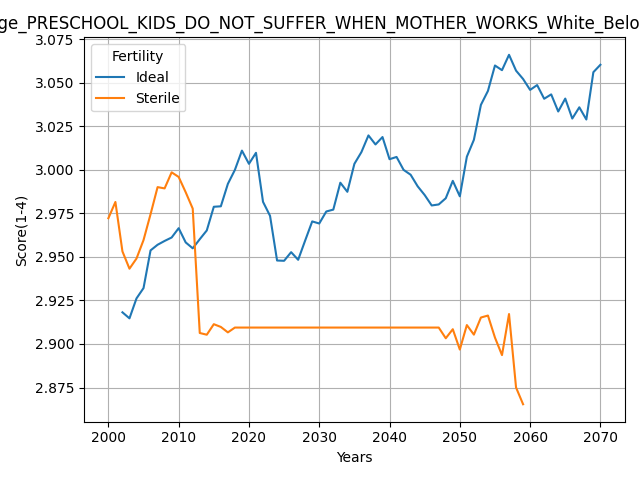 ge_PRESCHOOL_KIDS_DO_NOT_SUFFER_WHEN_MOTHER_WORKS_White_Belo
Fertility
Ideal
Sterile
3.075
3.050
3.025
3.000
2.975
2.950
2.925
2.900
2.875
Score(1-4)
2000 2010 2020 2030 2040 2050 2060 2070
Years